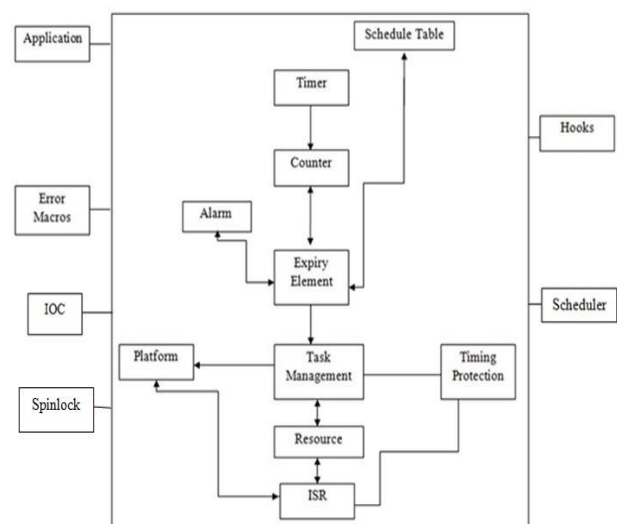 Application
Schedule Table
Timer
Hooks
Counter
Error
Macros
Alarm
Expiry
Element
IOC
Scheduler
Platform
Task
Management
Timing
Protection
Spinlock
Resource
ISR